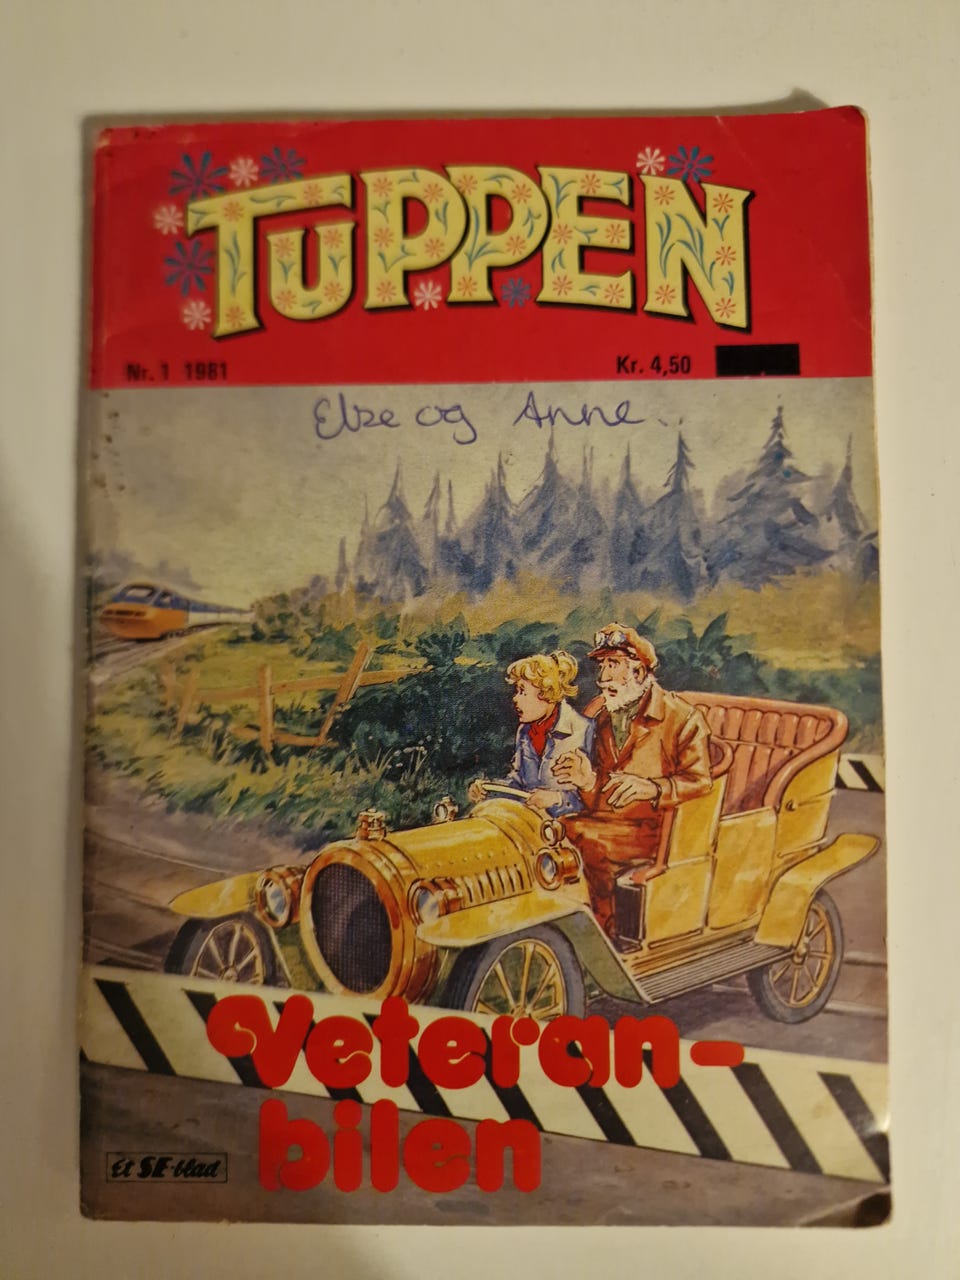 TUPPEN
Nr. 1 1981 Kr. 4,50
Else og Anne.
Veteran-
bilen
Et SE-blad